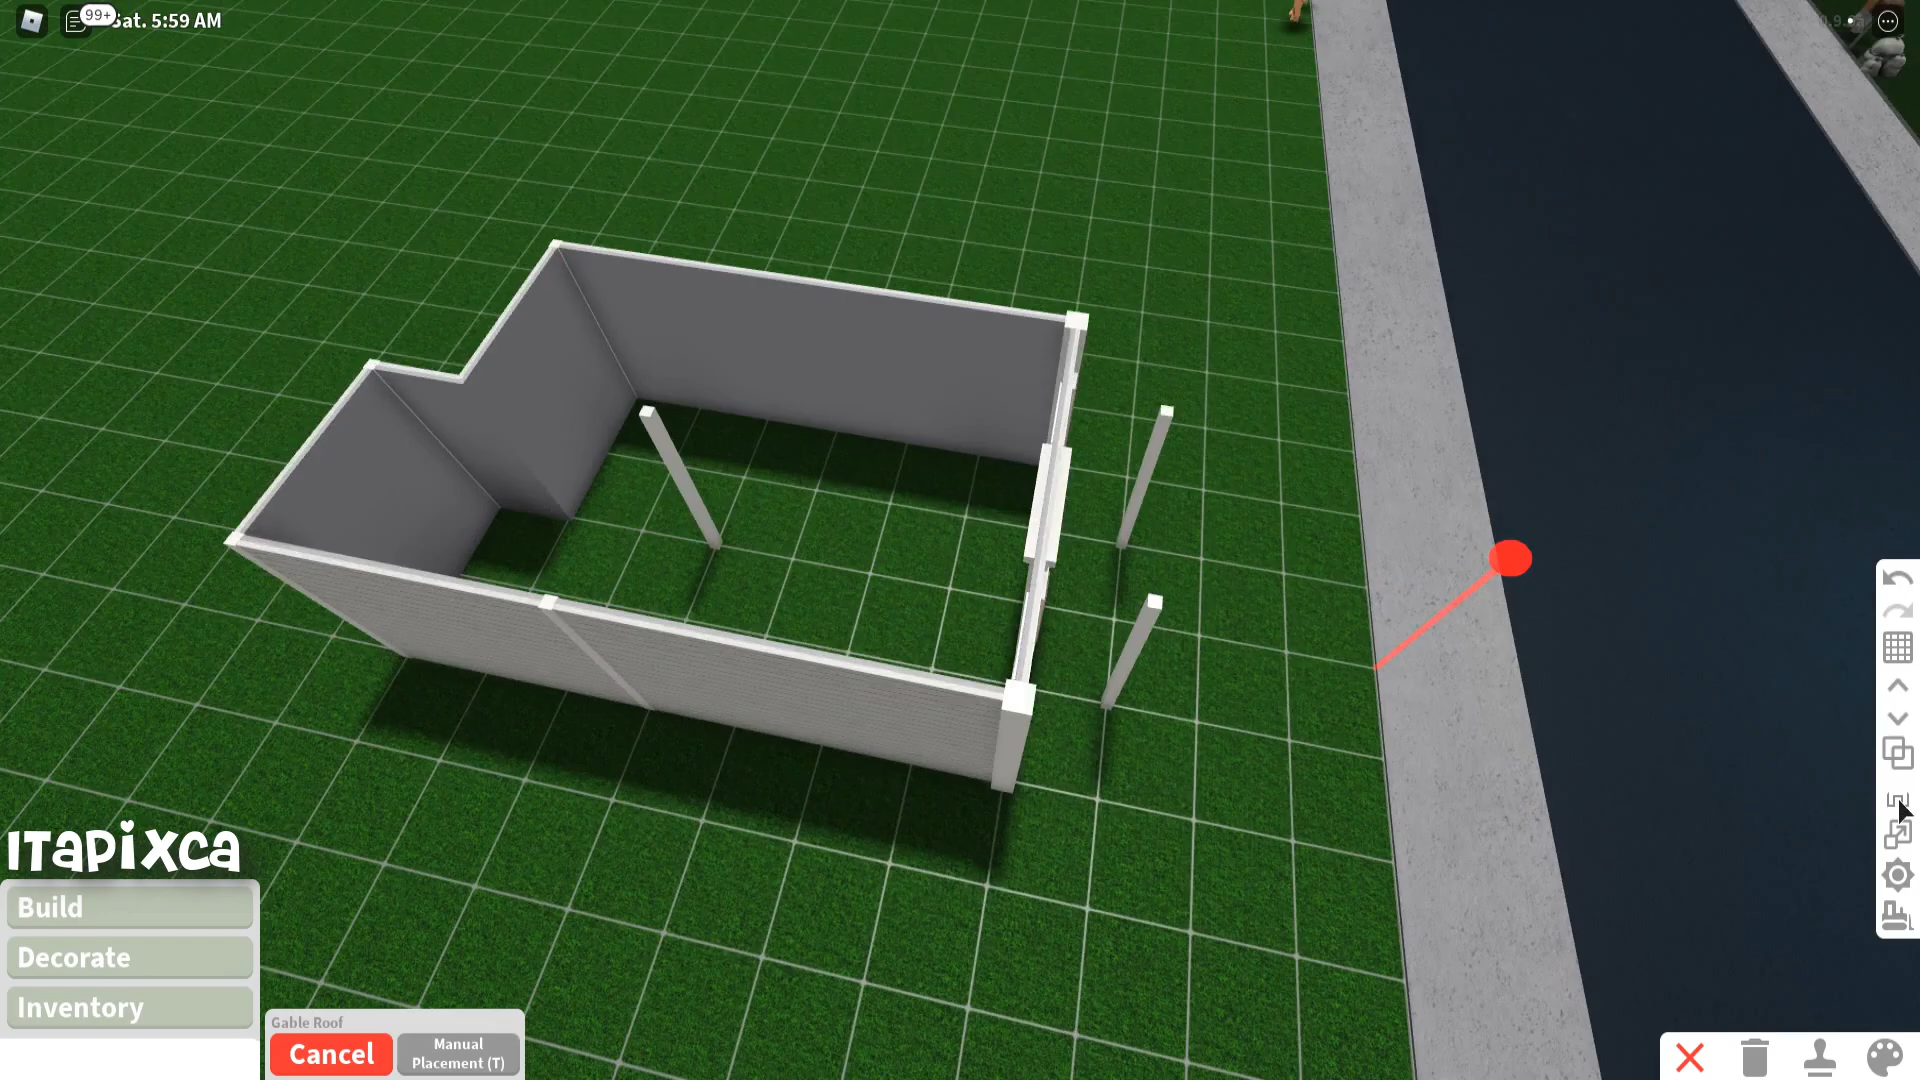 99+
Sat. 5:59 AM
ITapixca
Build
Decorate
Inventory
Gable Roof
Cancel
Manual
Placement (T)